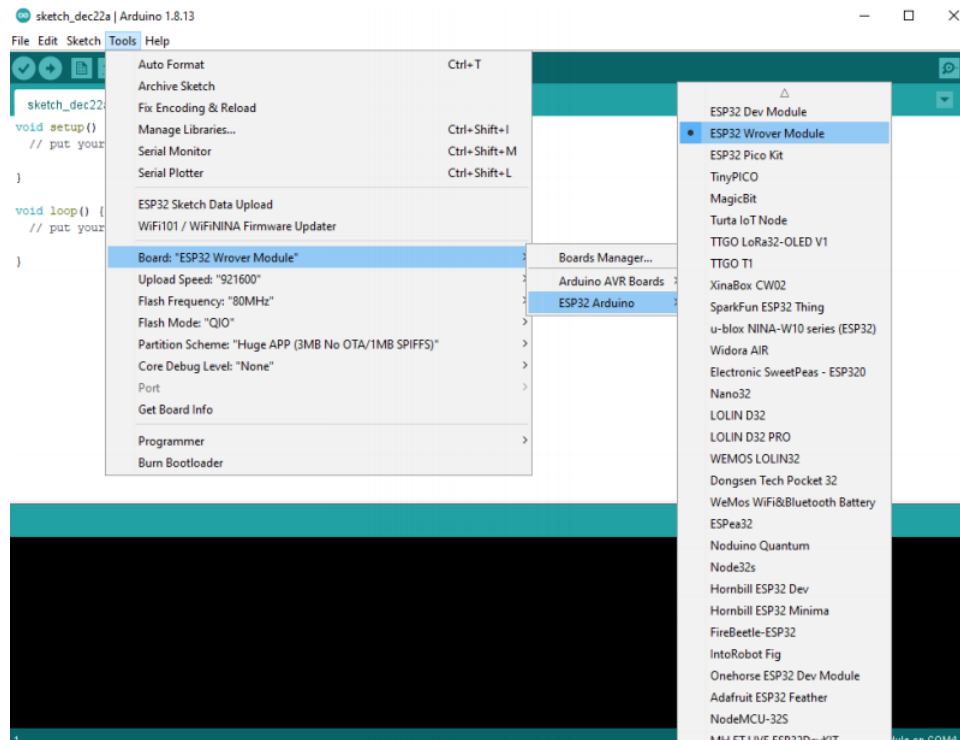 sketch_dec22a | Arduino 1.8.13
File Edit Sketch Tools Help
sketch_dec22a
void setup()
// put your
}
void loop() {
// put your
}
Auto Format Ctrl+T
Archive Sketch
Fix Encoding & Reload
Manage Libraries... Ctrl+Shift+I
Serial Monitor Ctrl+Shift+M
Serial Plotter Ctrl+Shift+L
ESP32 Sketch Data Upload
WiFi101 / WiFiNINA Firmware Updater
Board: "ESP32 Wrover Module"
Upload Speed: "921600"
Flash Frequency: "80MHz"
Flash Mode: "QIO"
Partition Scheme: "Huge APP (3MB No OTA/1MB SPIFFS)"
Core Debug Level: "None"
Port
Get Board Info
Programmer
Burn Bootloader
Boards Manager...
Arduino AVR Boards
ESP32 Arduino
ESP32 Dev Module
ESP32 Wrover Module
ESP32 Pico Kit
TinyPICO
MagicBit
Turta IoT Node
TTGO LoRa32-OLED V1
TTGO T1
XinaBox CW02
SparkFun ESP32 Thing
u-blox NINA-W10 series (ESP32)
Widora AIR
Electronic SweetPeas - ESP320
Nano32
LOLIN D32
LOLIN D32 PRO
WEMOS LOLIN32
Dongsen Tech Pocket 32
WeMos WiFi&Bluetooth Battery
ESPea32
Noduino Quantum
Node32s
Hornbill ESP32 Dev
Hornbill ESP32 Minima
FireBeetle-ESP32
IntoRobot Fig
Onehorse ESP32 Dev Module
Adafruit ESP32 Feather
NodeMCU-32S
MH ET LIVE ESP32DevKIT